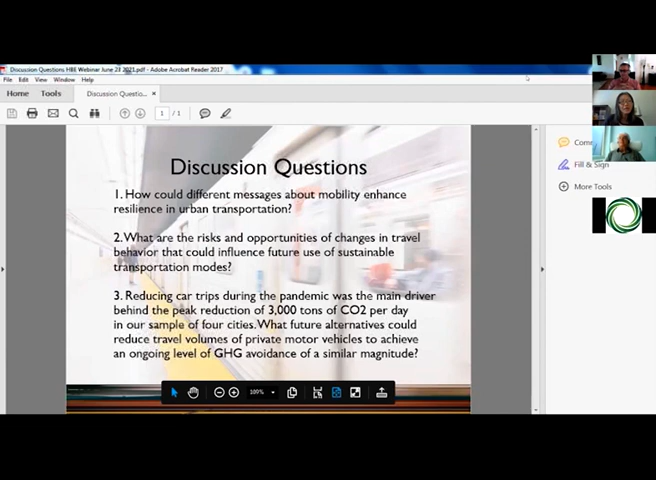 Discussion Questions HBE Webinar June 23 2021.pdf - Adobe Acrobat Reader 2017
File Edit View Window Help
Home Tools Discussion Questio... ×
1 / 1
Comm
Fill & Sign
More Tools
Discussion Questions
1. How could different messages about mobility enhance
resilience in urban transportation?
2. What are the risks and opportunities of changes in travel
behavior that could influence future use of sustainable
transportation modes?
3. Reducing car trips during the pandemic was the main driver
behind the peak reduction of 3,000 tons of CO2 per day
in our sample of four cities. What future alternatives could
reduce travel volumes of private motor vehicles to achieve
an ongoing level of GHG avoidance of a similar magnitude?
109%